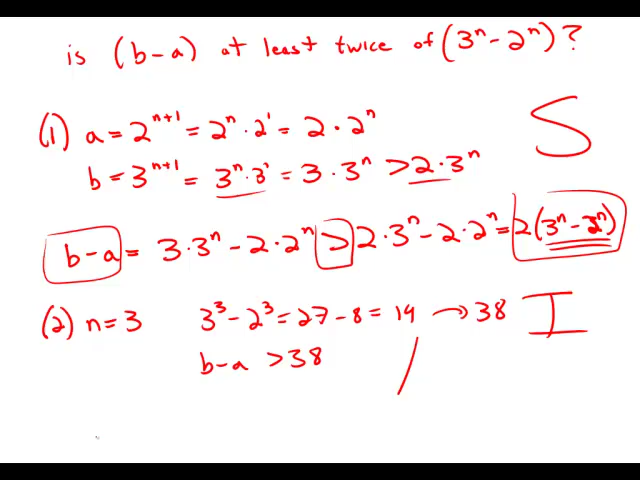 is (b-a) at least twice of (3ⁿ - 2ⁿ)?
(1) a = 2ⁿ⁺¹ = 2ⁿ · 2¹ = 2 · 2ⁿ S
b = 3ⁿ⁺¹ = 3ⁿ · 3¹ = 3 · 3ⁿ > 2 · 3ⁿ
b-a = 3 · 3ⁿ - 2 · 2ⁿ > 2 · 3ⁿ - 2 · 2ⁿ = 2(3ⁿ - 2ⁿ)
(2) n = 3 3³ - 2³ = 27 - 8 = 19 → 38 I
b-a > 38